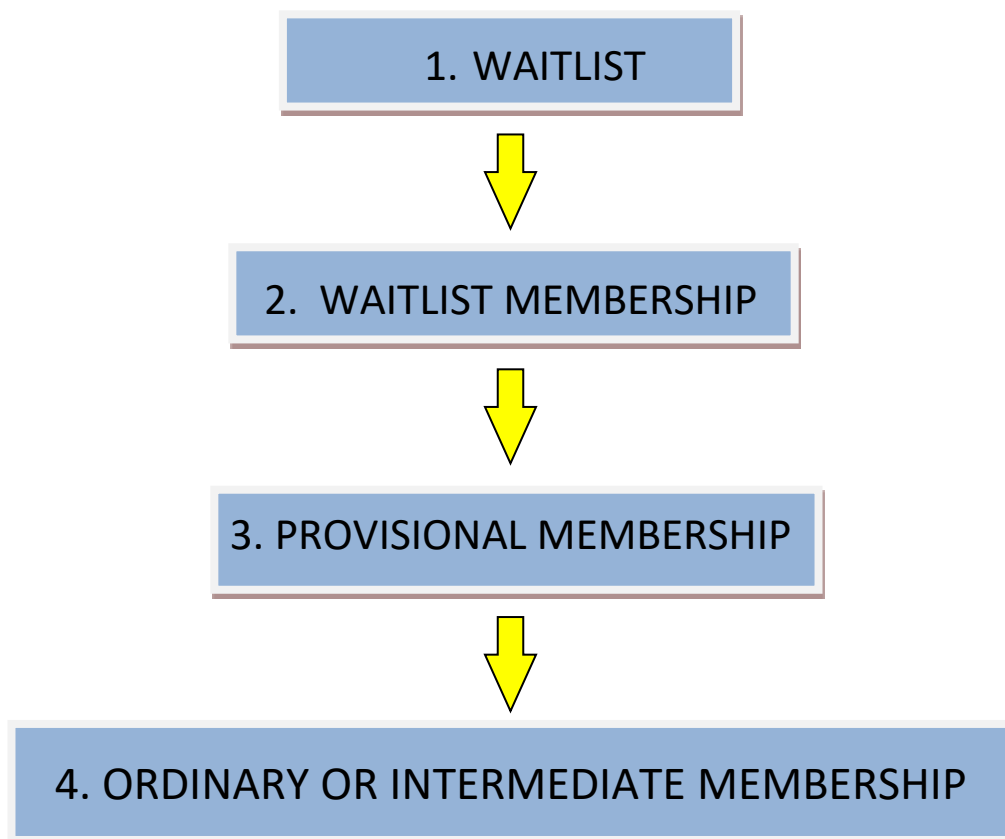 1. WAITLIST
2. WAITLIST MEMBERSHIP
3. PROVISIONAL MEMBERSHIP
4. ORDINARY OR INTERMEDIATE MEMBERSHIP